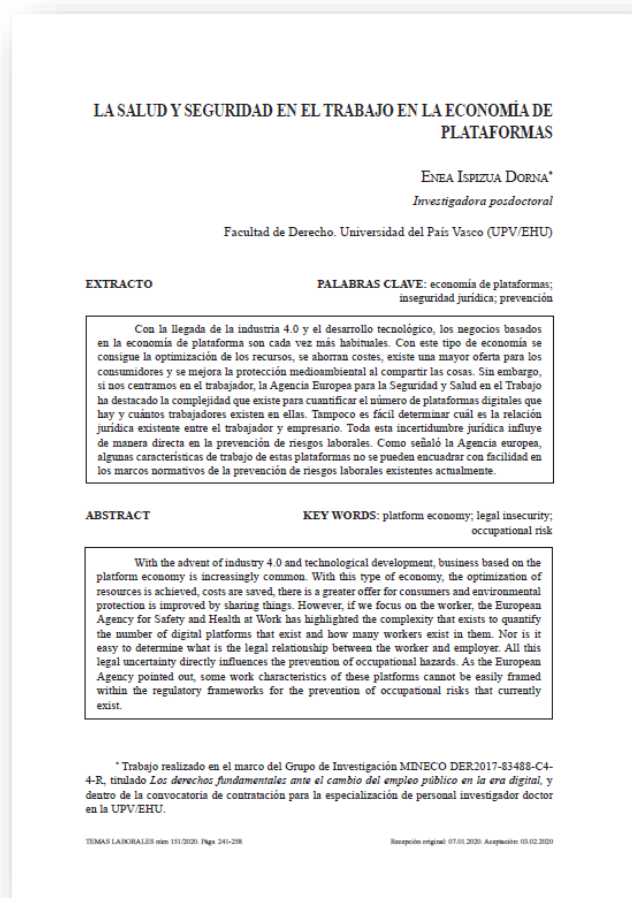 LA SALUD Y SEGURIDAD EN EL TRABAJO EN LA ECONOMÍA DE
PLATAFORMAS
ENEA ISPIZUA DORNA*
Investigadora posdoctoral
Facultad de Derecho. Universidad del País Vasco (UPV/EHU)
EXTRACTO PALABRAS CLAVE: economía de plataformas;
inseguridad jurídica; prevención
Con la llegada de la industria 4.0 y el desarrollo tecnológico, los negocios basados
en la economía de plataforma son cada vez más habituales. Con este tipo de economía se
consigue la optimización de los recursos, se ahorran costes, existe una mayor oferta para los
consumidores y se mejora la protección medioambiental al compartir las cosas. Sin embargo,
si nos centramos en el trabajador, la Agencia Europea para la Seguridad y Salud en el Trabajo
ha destacado la complejidad que existe para cuantificar el número de plataformas digitales que
hay y cuántos trabajadores existen en ellas. Tampoco es fácil determinar cuál es la relación
jurídica existente entre el trabajador y empresario. Toda esta incertidumbre jurídica influye
de manera directa en la prevención de riesgos laborales. Como señaló la Agencia europea,
algunas características de trabajo de estas plataformas no se pueden encuadrar con facilidad en
los marcos normativos de la prevención de riesgos laborales existentes actualmente.
ABSTRACT KEY WORDS: platform economy; legal insecurity;
occupational risk
With the advent of industry 4.0 and technological development, business based on the
platform economy is increasingly common. With this type of economy, the optimization of
resources is achieved, costs are saved, there is a greater offer for consumers and environmental
protection is improved by sharing things. However, if we focus on the worker, the European
Agency for Safety and Health at Work has highlighted the complexity that exists to quantify
the number of digital platforms that exist and how many workers exist in them. Nor is it
easy to determine what is the legal relationship between the worker and employer. All this
legal uncertainty directly influences the prevention of occupational hazards. As the European
Agency pointed out, some work characteristics of these platforms cannot be easily framed
within the regulatory frameworks for the prevention of occupational risks that currently
exist.
* Trabajo realizado en el marco del Grupo de Investigación MINECO DER2017-83488-C4-
4-R, titulado Los derechos fundamentales ante el cambio del empleo público en la era digital, y
dentro de la convocatoria de contratación para la especialización de personal investigador doctor
en la UPV/EHU.
TEMAS LABORALES núm 151/2020. Págs. 241-258 Recepción original: 07.01.2020. Aceptación: 03.02.2020